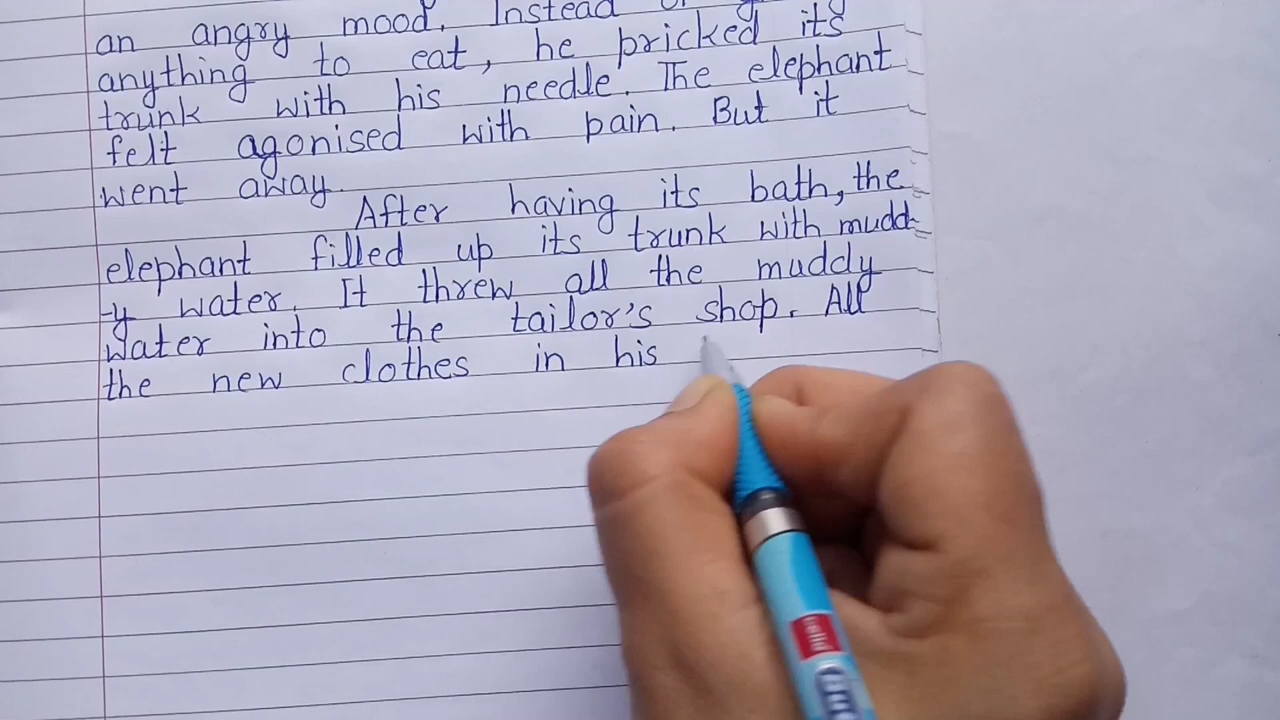 an angry mood. Instead
anything to eat, he pricked its
trunk with his needle. The elephant
felt agonised with pain. But it
went away.
After having its bath, the
elephant filled up its trunk with mudd-
-y water. It threw all the muddy
water into the tailor's shop. All
the new clothes in his
cello